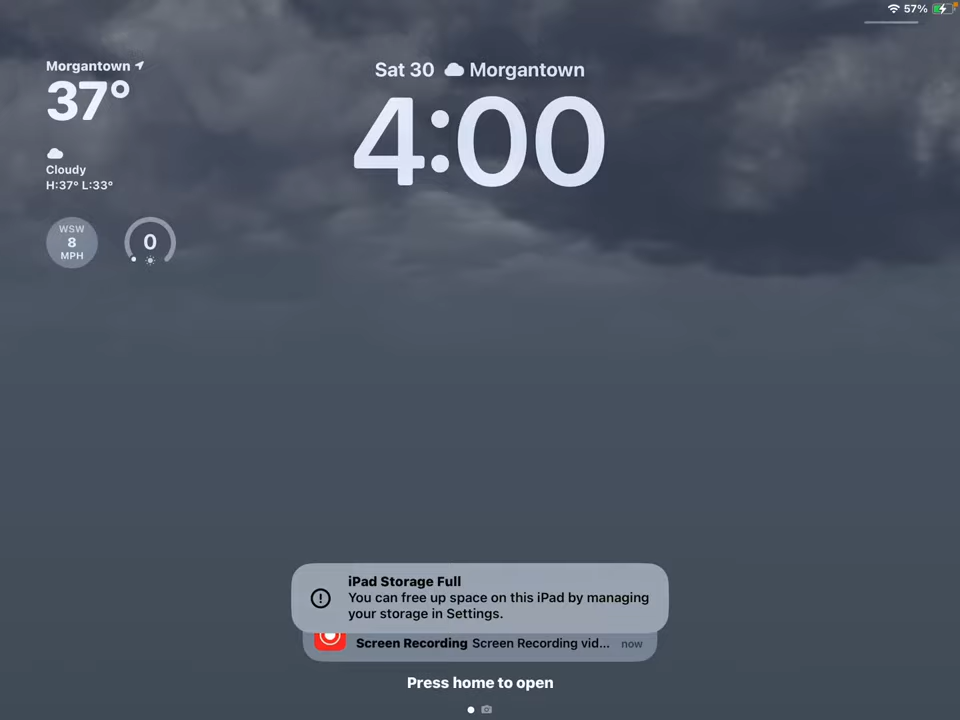 57%
Morgantown
37°
Cloudy
H:37° L:33°
WSW
8
MPH
0
Sat 30 Morgantown
4:00
iPad Storage Full
You can free up space on this iPad by managing
your storage in Settings.
Screen Recording Screen Recording vid... now
Press home to open